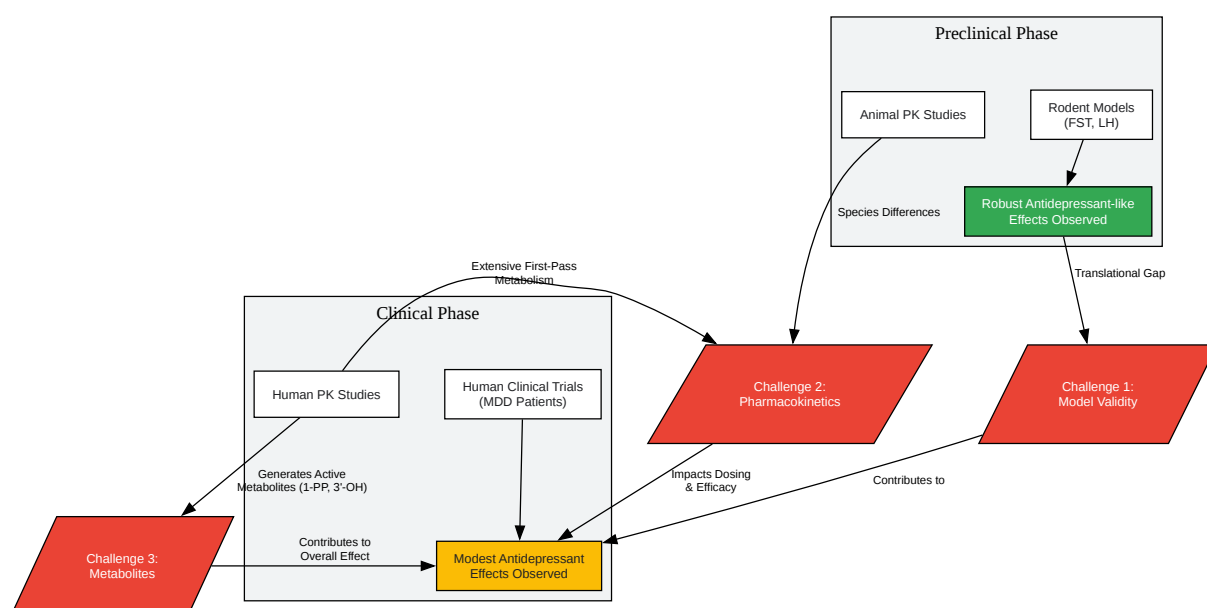 Preclinical Phase
Animal PK Studies
Rodent Models
(FST, LH)
Robust Antidepressant-like
Effects Observed
Species Differences
Translational Gap
Extensive First-Pass
Metabolism
Clinical Phase
Human PK Studies
Human Clinical Trials
(MDD Patients)
Challenge 2:
Pharmacokinetics
Challenge 1:
Model Validity
Generates Active
Metabolites (1-PP, 3'-OH)
Impacts Dosing
& Efficacy
Contributes to
Challenge 3:
Metabolites
Contributes to
Overall Effect
Modest Antidepressant
Effects Observed